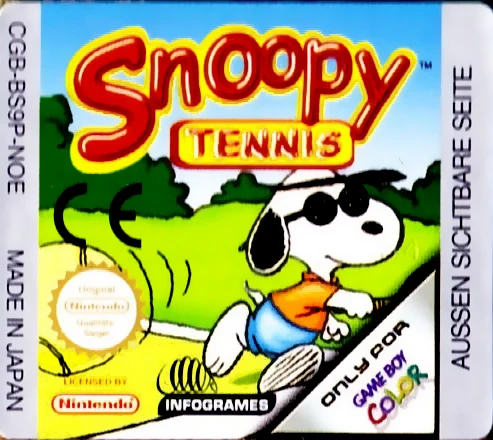 Snoopy
TENNIS
TM
CGB-BS9P-NOE
MADE IN JAPAN
CE
Original
Nintendo
LICENSED BY
Nintendo
INFOGRAMES
ONLY FOR
GAME BOY
COLOR
AUSSEN SICHTBARE SEITE